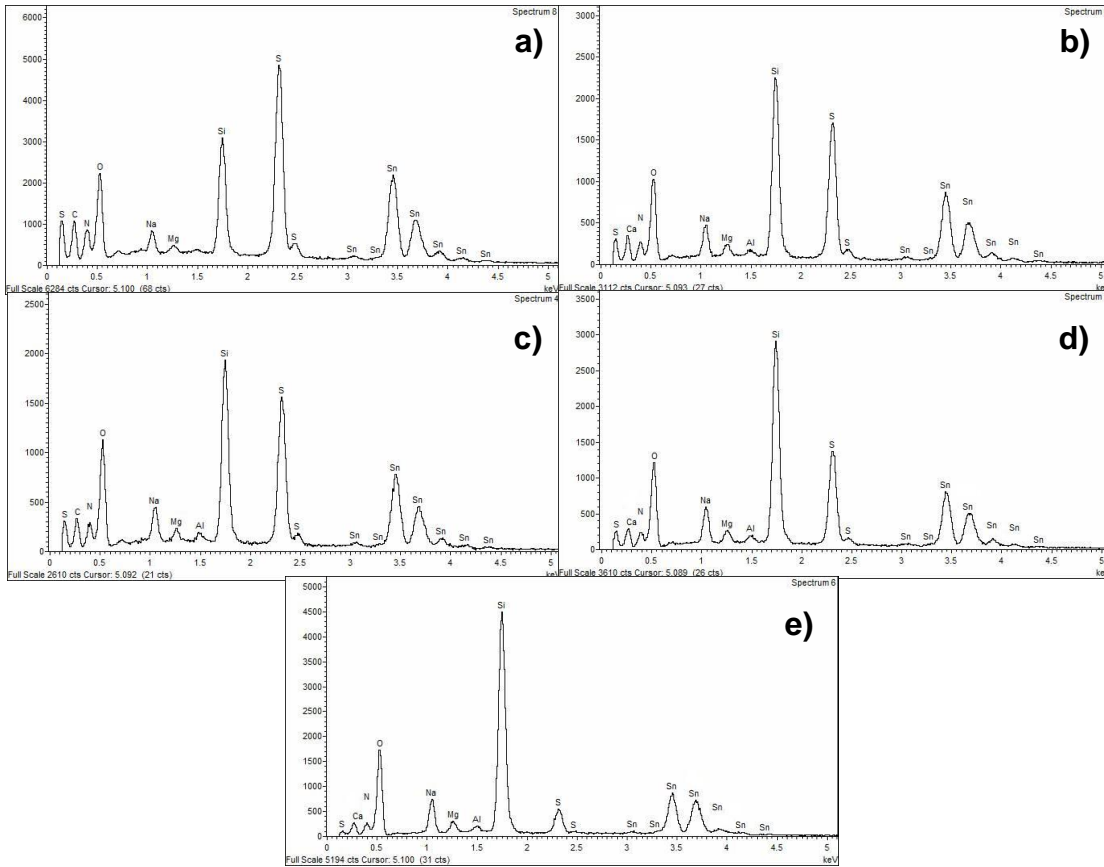 Spectrum 8
a)
6000
5000
4000
3000
2000
1000
0
S C N O Na Mg Si S S Sn Sn Sn Sn Sn Sn Sn
0 0.5 1 1.5 2 2.5 3 3.5 4 4.5 5
Full Scale 6284 cts Cursor: 5.100 (68 cts) keV
Spectrum
b)
3000
2500
2000
1500
1000
500
0
S Ca N O Na Mg Al Si S S Sn Sn Sn Sn Sn Sn Sn
0 0.5 1 1.5 2 2.5 3 3.5 4 4.5 5
Full Scale 3112 cts Cursor: 5.093 (27 cts) keV
Spectrum 4
c)
2500
2000
1500
1000
500
0
S C N O Na Mg Al Si S S Sn Sn Sn Sn Sn Sn Sn
0 0.5 1 1.5 2 2.5 3 3.5 4 4.5 5
Full Scale 2610 cts Cursor: 5.092 (21 cts) keV
Spectrum
d)
3500
3000
2500
2000
1500
1000
500
0
S Ca N O Na Mg Al Si S S Sn Sn Sn Sn Sn Sn Sn
0 0.5 1 1.5 2 2.5 3 3.5 4 4.5 5
Full Scale 3610 cts Cursor: 5.089 (26 cts) keV
Spectrum 6
e)
5000
4500
4000
3500
3000
2500
2000
1500
1000
500
0
S Ca N O Na Mg Al Si S S Sn Sn Sn Sn Sn Sn Sn
0 0.5 1 1.5 2 2.5 3 3.5 4 4.5 5
Full Scale 5194 cts Cursor: 5.100 (31 cts) keV